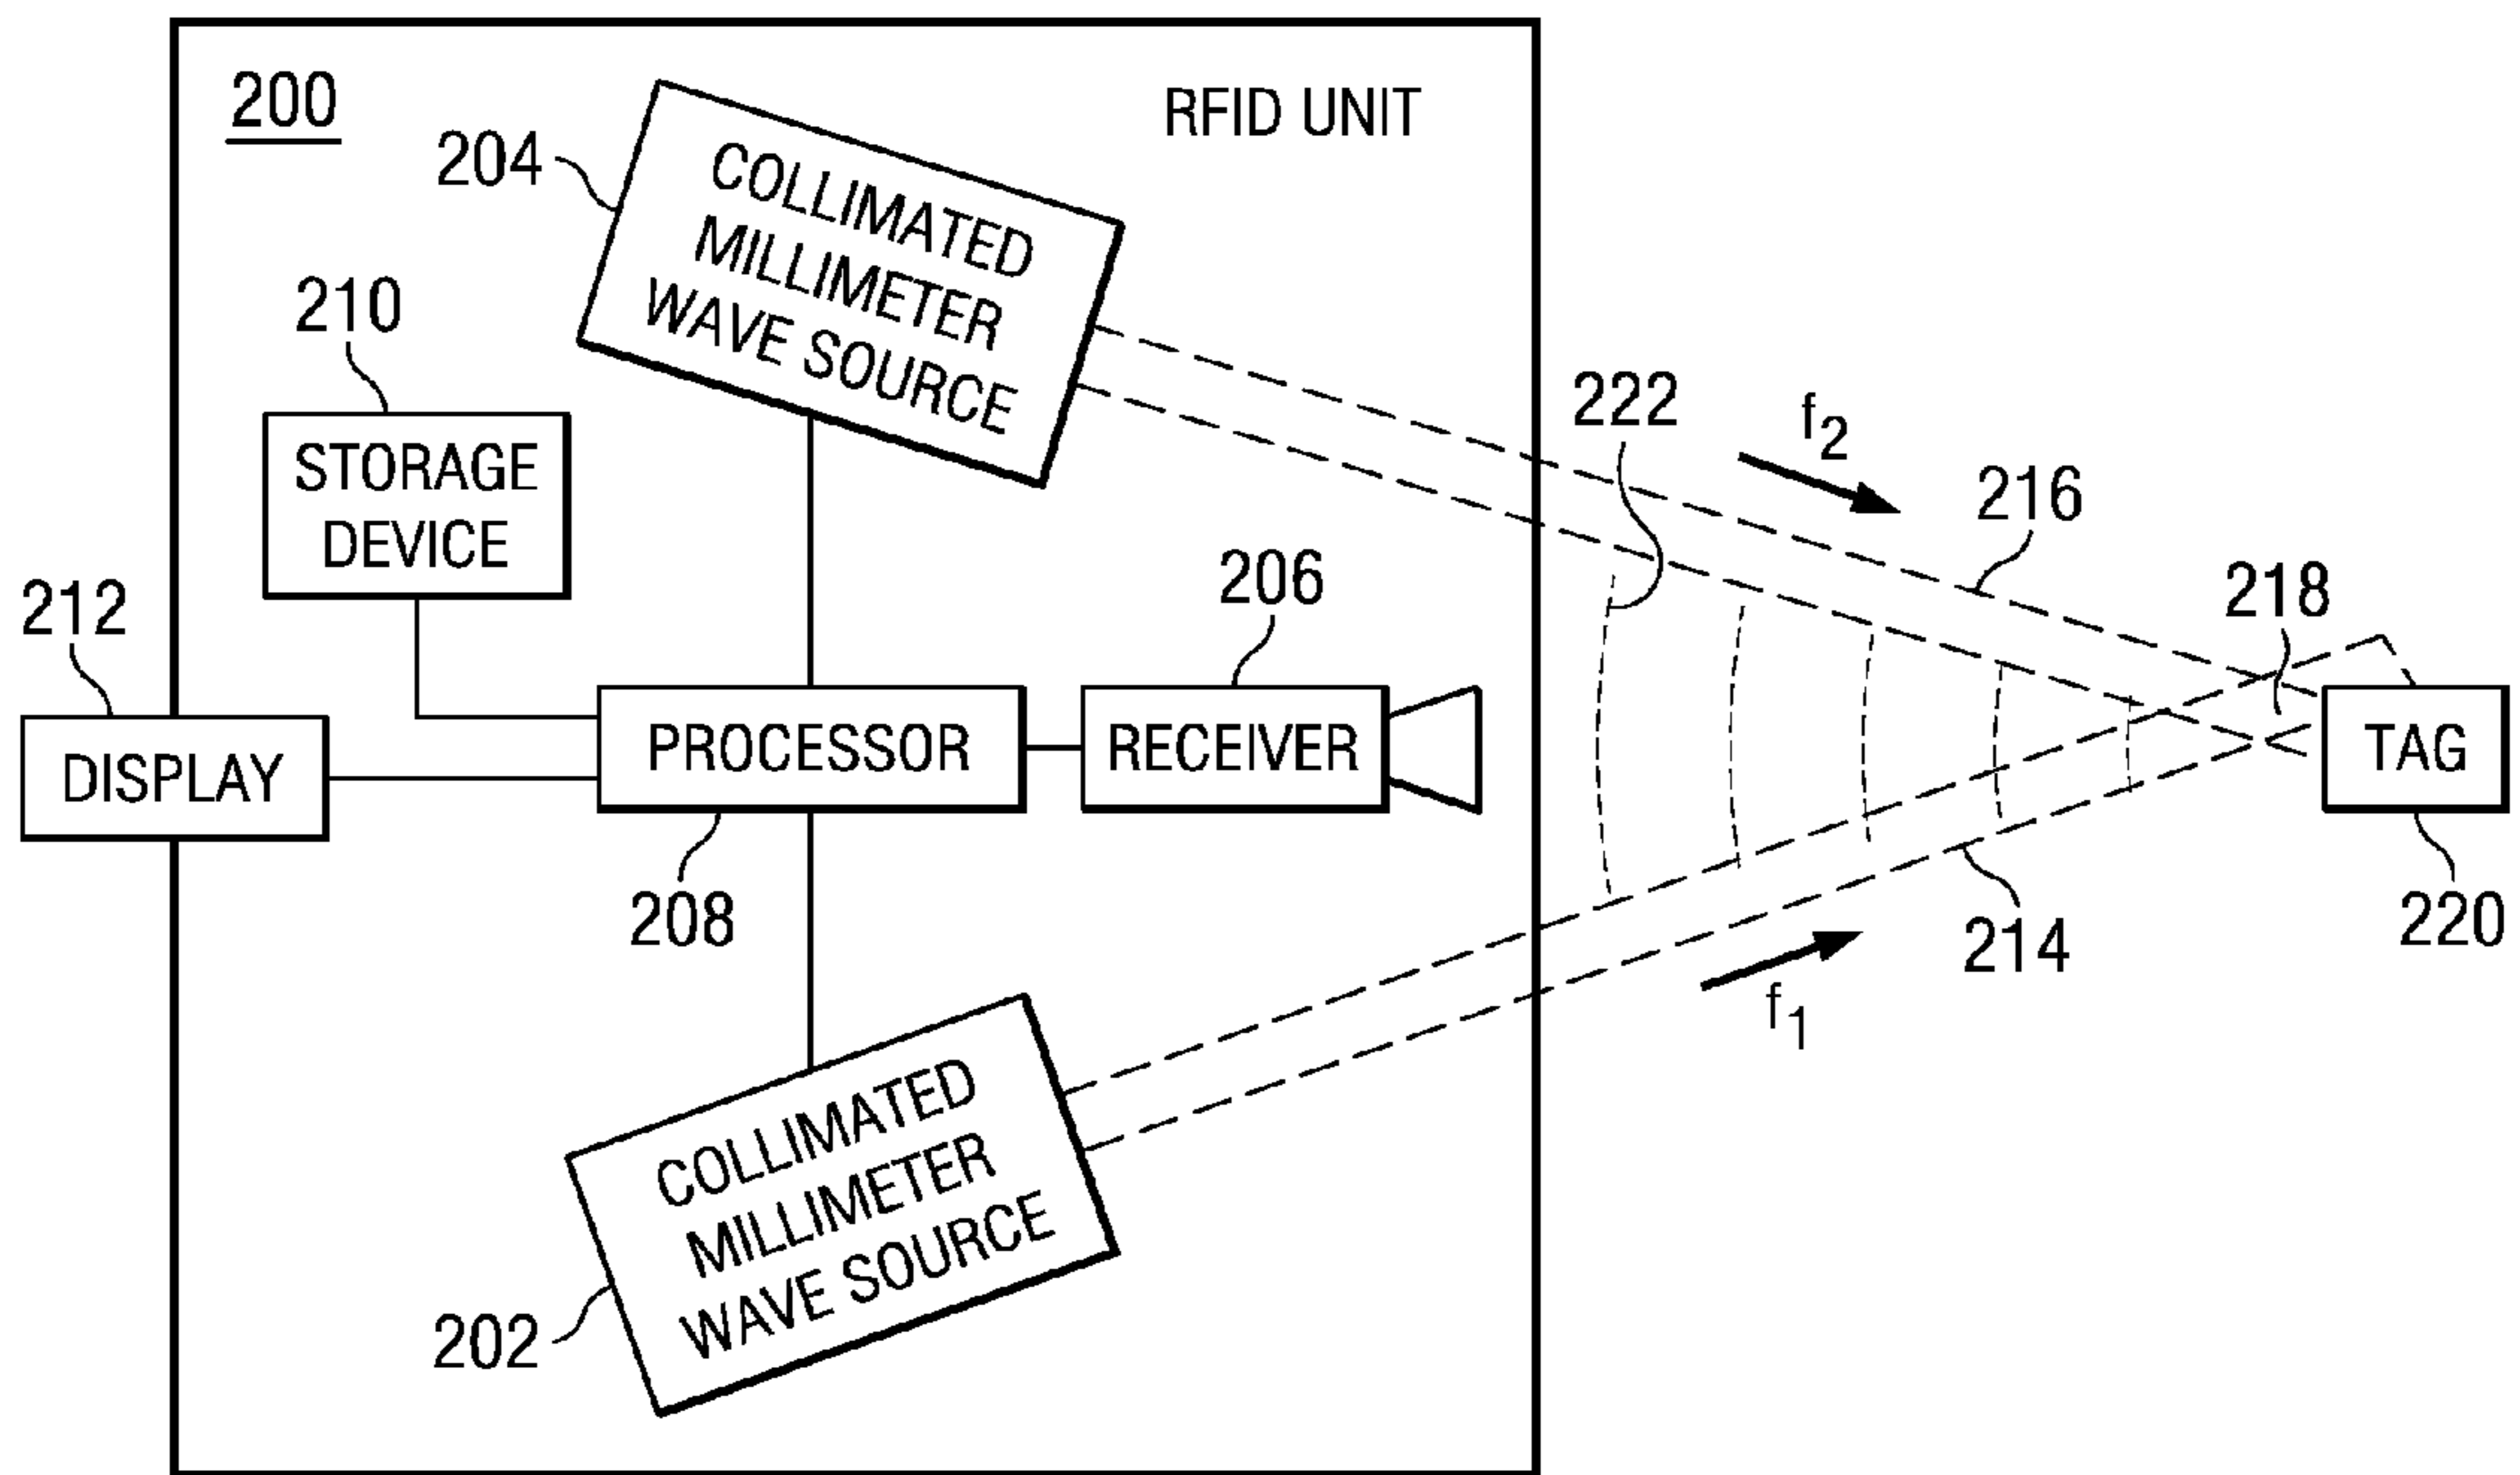 200
RFID UNIT
204
COLLIMATED
MILLIMETER
WAVE SOURCE
210
STORAGE
DEVICE
222
f2
216
206
218
212
DISPLAY
PROCESSOR
RECEIVER
TAG
208
214
220
f1
COLLIMATED
MILLIMETER
WAVE SOURCE
202